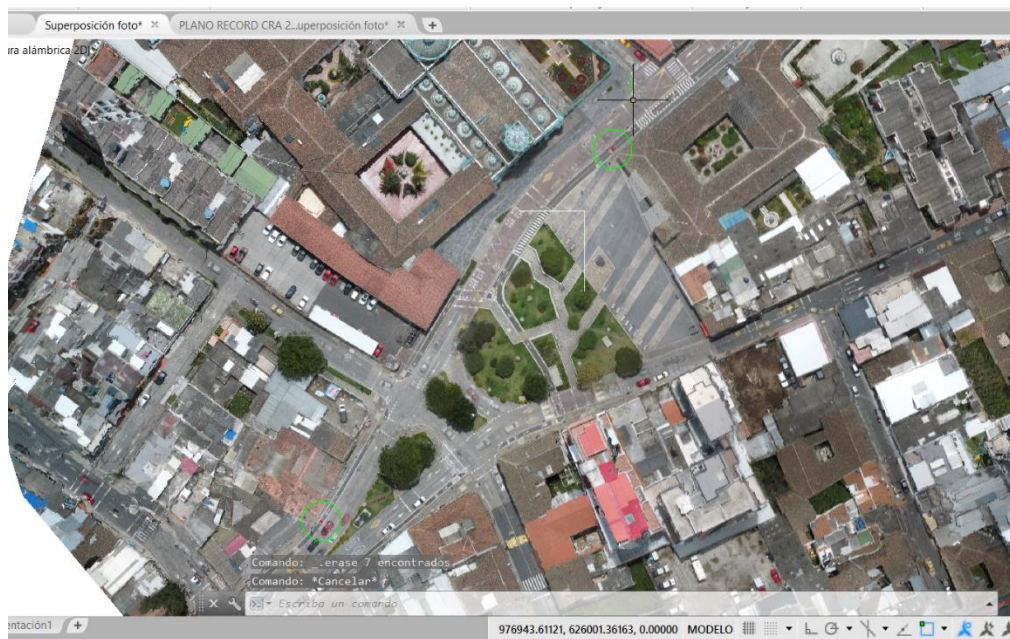 Superposición foto*
PLANO RECORD CRA 2...uperposición foto*
ura alámbrica 2D]
Comando: _.erase 7 encontrados
Comando: *Cancelar*
Escriba un comando
entación1
976943.61121, 626001.36163, 0.00000 MODELO